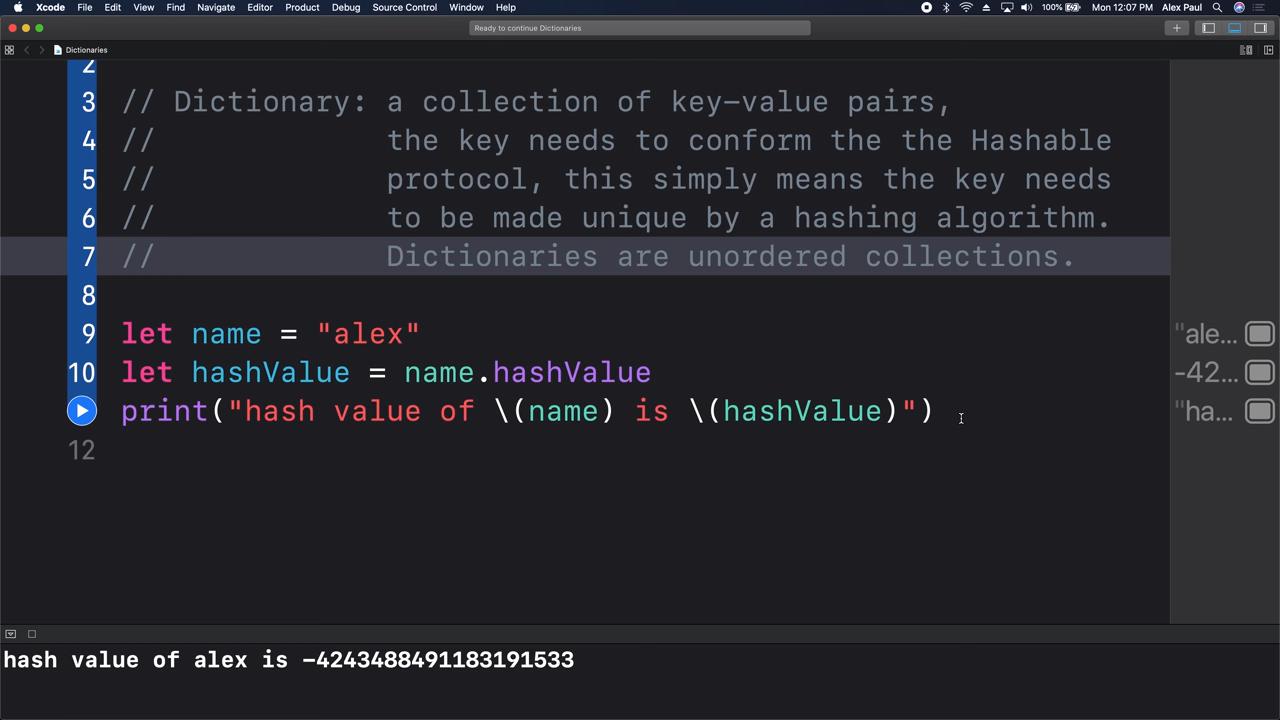 Xcode File Edit View Find Navigate Editor Product Debug Source Control Window Help 100% Mon 12:07 PM Alex Paul
Ready to continue Dictionaries
Dictionaries
2
3 // Dictionary: a collection of key-value pairs,
4 // the key needs to conform the the Hashable
5 // protocol, this simply means the key needs
6 // to be made unique by a hashing algorithm.
7 // Dictionaries are unordered collections.
8
9 let name = "alex" "ale...
10 let hashValue = name.hashValue -42...
print("hash value of \(name) is \(hashValue)") "ha...
12
hash value of alex is -4243488491183191533